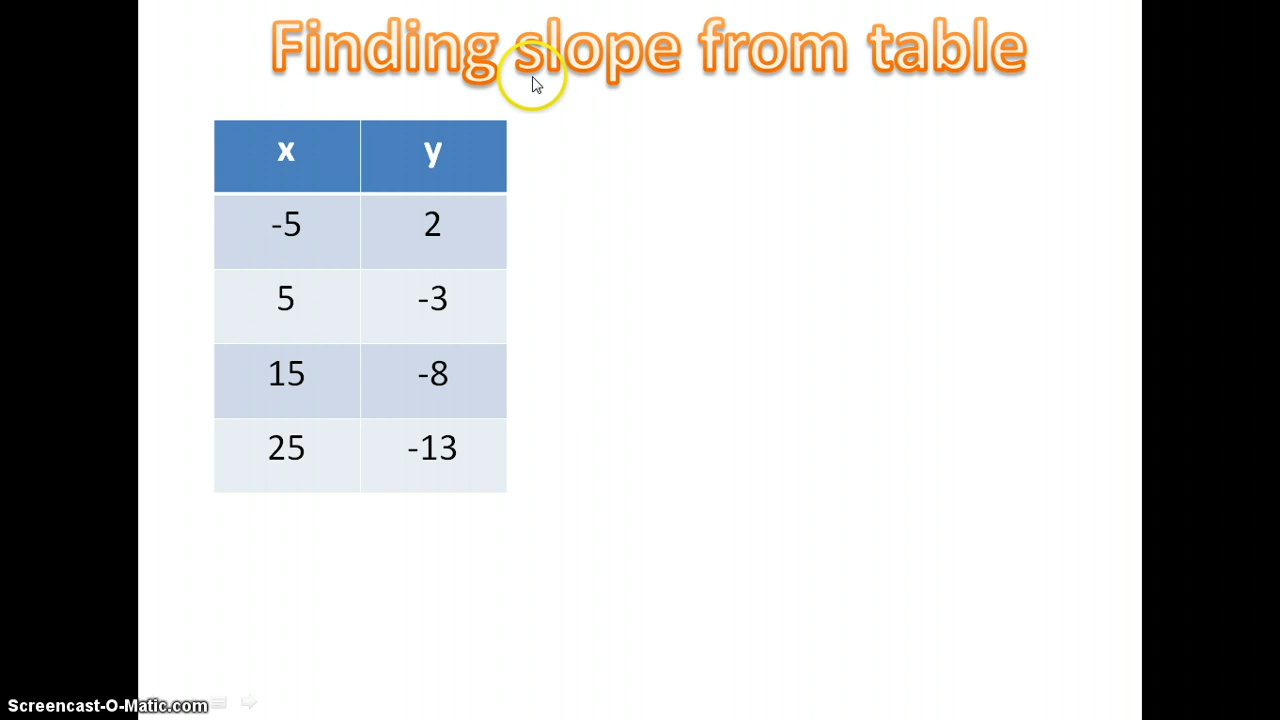 Finding slope from table
x y
-5 2
5 -3
15 -8
25 -13
Screencast-O-Matic.com